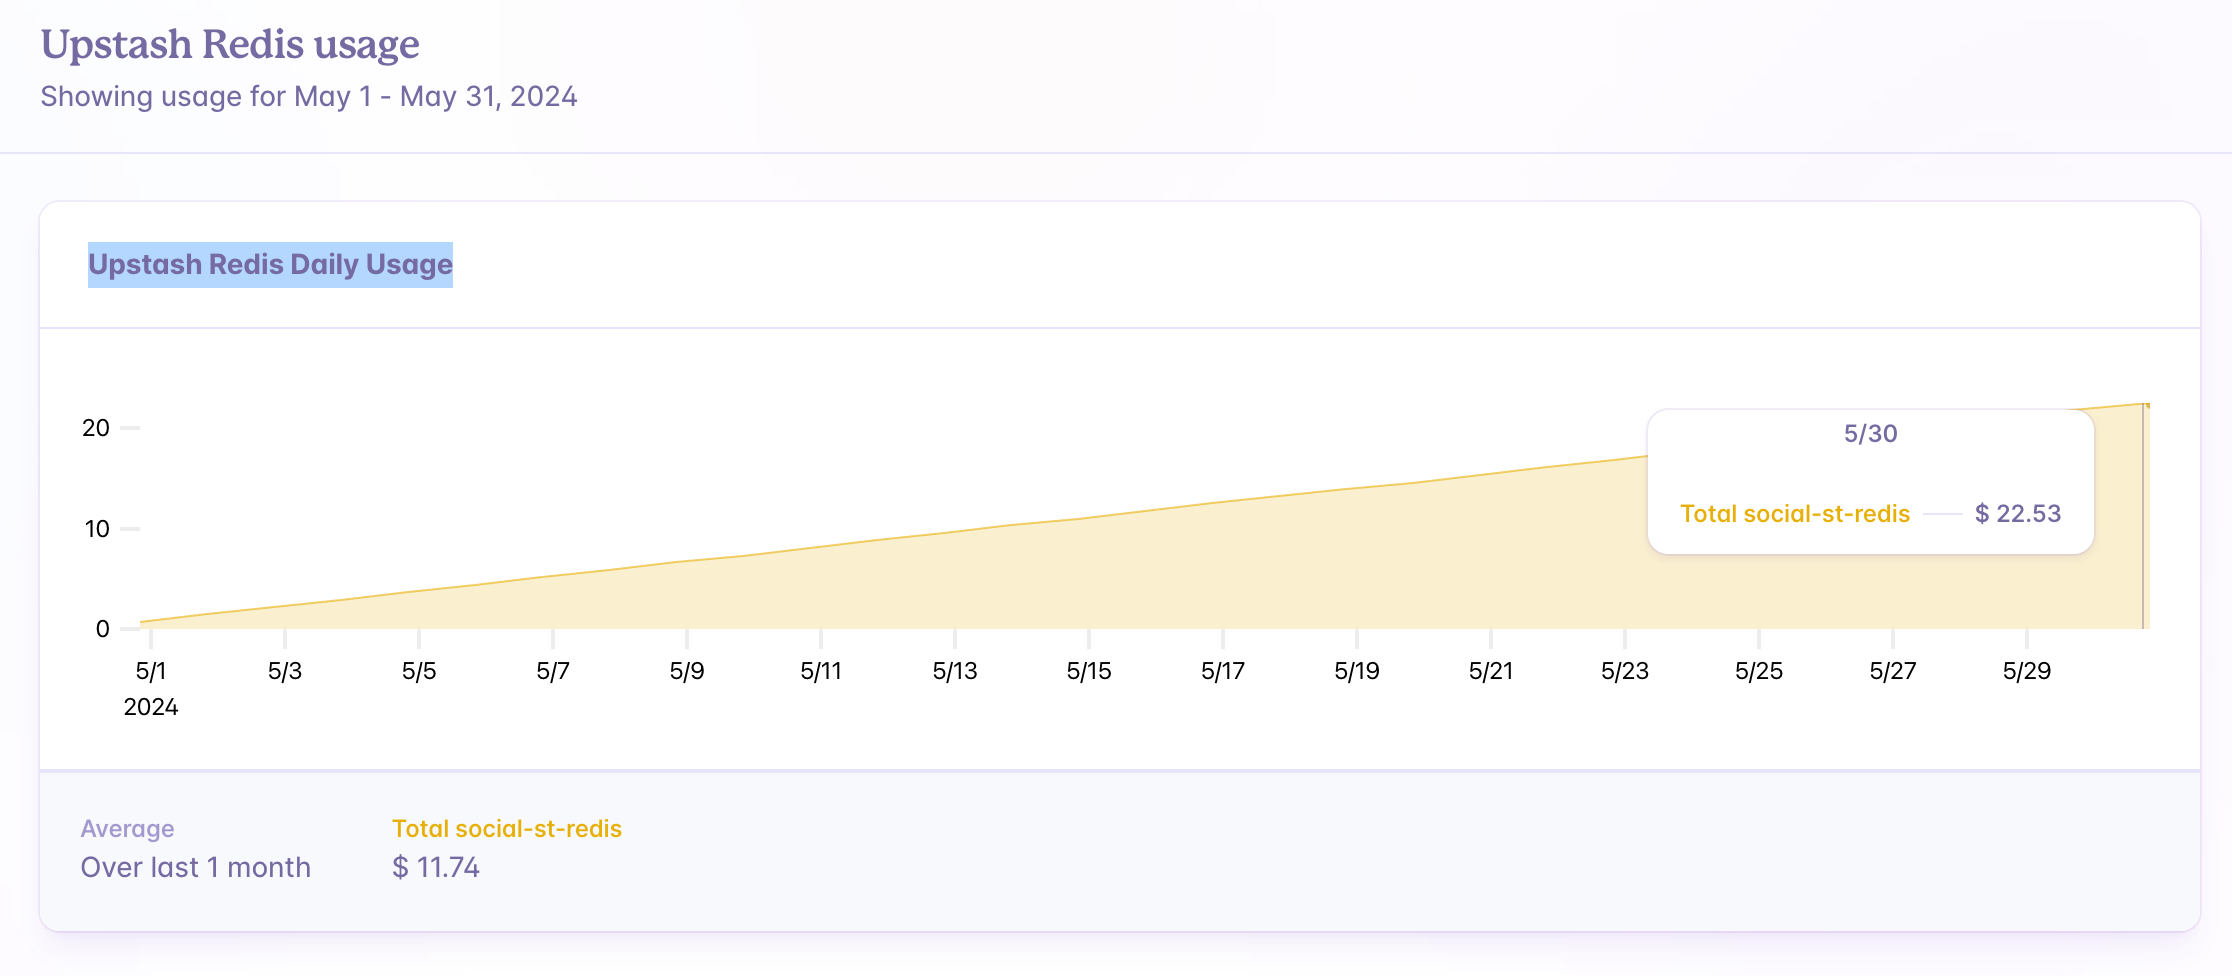 Upstash Redis usage
Showing usage for May 1 - May 31, 2024
Upstash Redis Daily Usage
20
10
0
5/30
Total social-st-redis $ 22.53
5/1 5/3 5/5 5/7 5/9 5/11 5/13 5/15 5/17 5/19 5/21 5/23 5/25 5/27 5/29
2024
Average Total social-st-redis
Over last 1 month $ 11.74